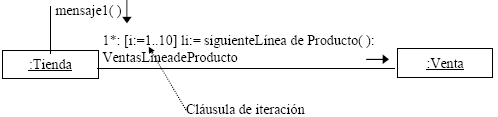 mensaje1( )
1*: [i:=1..10] li:= siguienteLínea de Producto( ):
VentasLíneadeProducto
:Tienda
:Venta
Cláusula de iteración